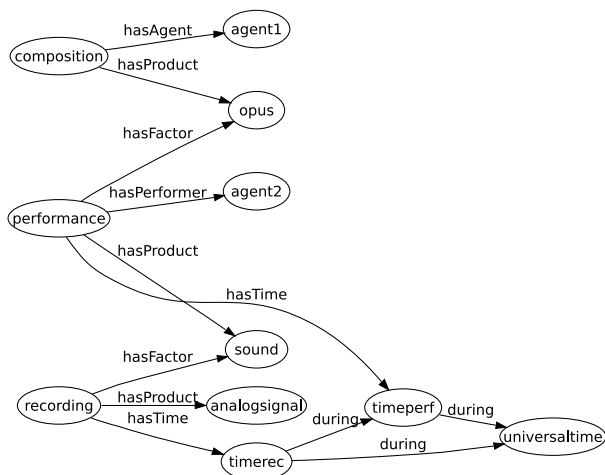 hasAgent
agent1
composition
hasProduct
opus
hasFactor
hasPerformer
agent2
performance
hasProduct
hasTime
sound
hasFactor
recording
hasProduct
analogsignal
timeperf
hasTime
during
during
during
universaltime
timerec